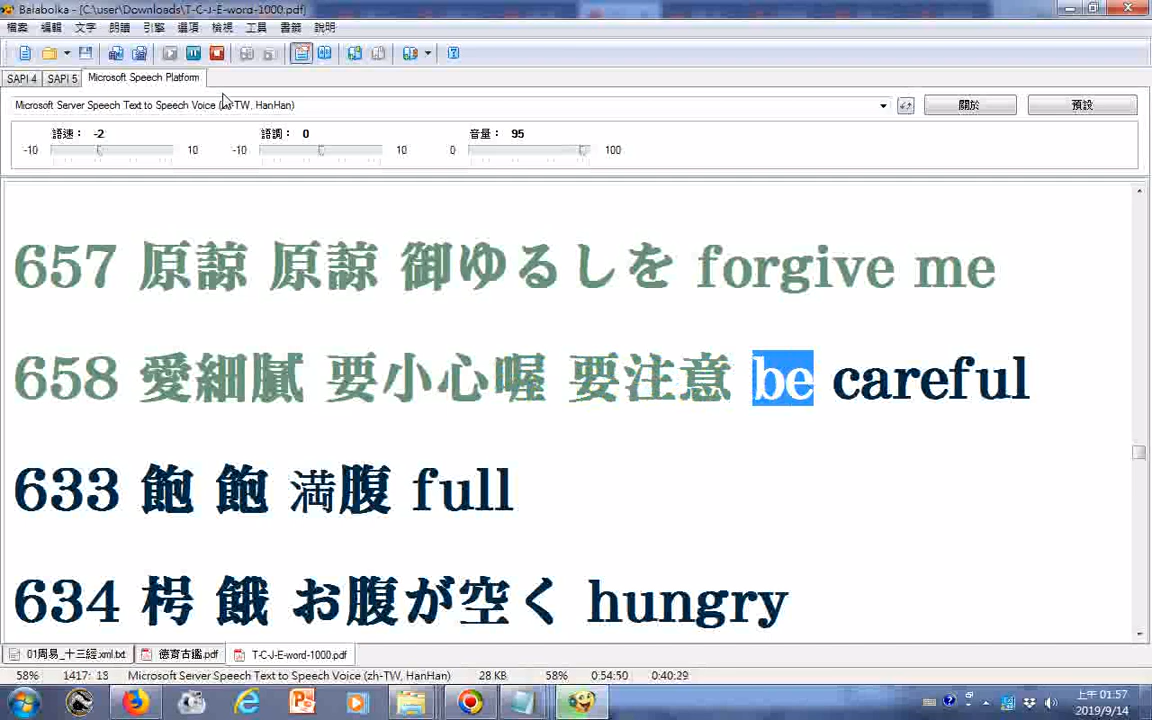 Balabolka - [C:\user\Downloads\T-C-J-E-word-1000.pdf]
檔案 編輯 文字 朗讀 引擎 選項 檢視 工具 書籤 說明
SAPI 4 SAPI 5 Microsoft Speech Platform
Microsoft Server Speech Text to Speech Voice (zh-TW, HanHan) 關於 預設
語速： -2 語調： 0 音量： 95
-10 10 -10 10 0 100
657 原諒 原諒 御ゆるしを forgive me
658 愛細膩 要小心喔 要注意 be careful
633 飽 飽 満腹 full
634 枵 餓 お腹が空く hungry
01周易_十三經.xml.txt 德育古鑑.pdf T-C-J-E-word-1000.pdf
58% 1417: 13 Microsoft Server Speech Text to Speech Voice (zh-TW, HanHan) 28 KB 58% 0:54:50 0:40:29
上午 01:57
2019/9/14